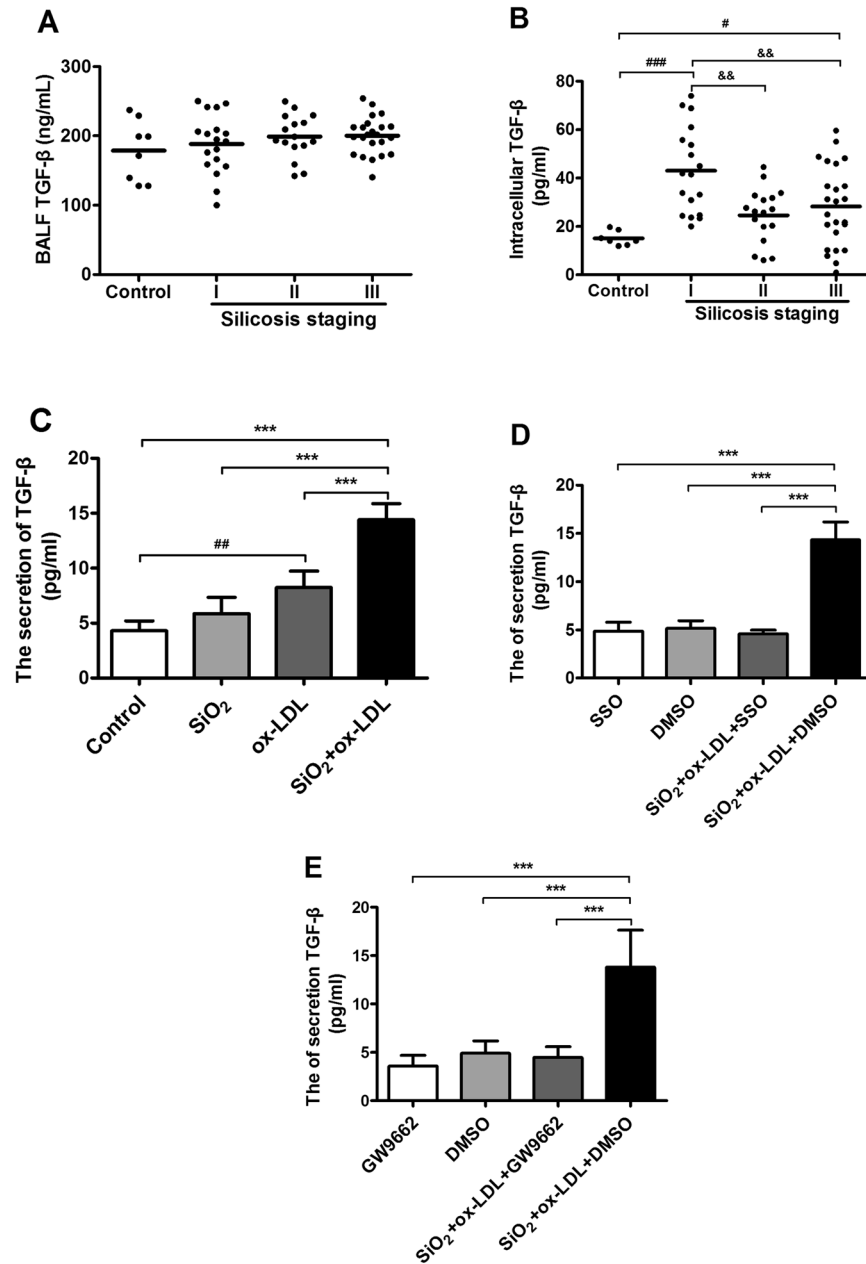 A
BALF TGF-β (ng/mL)
300
200
100
0
Control
I
II
III
Silicosis staging
B
#
###
&&
&&
Intracellular TGF-β
(pg/ml)
80
60
40
20
0
Control
I
II
III
Silicosis staging
C
***
***
***
##
The secretion of TGF-β
(pg/ml)
20
15
10
5
0
Control
SiO₂
ox-LDL
SiO₂+ox-LDL
D
***
***
***
The of secretion TGF-β
(pg/ml)
20
15
10
5
0
SSO
DMSO
SiO₂+ox-LDL+SSO
SiO₂+ox-LDL+DMSO
E
***
***
***
The of secretion TGF-β
(pg/ml)
20
15
10
5
0
GW9662
DMSO
SiO₂+ox-LDL+GW9662
SiO₂+ox-LDL+DMSO